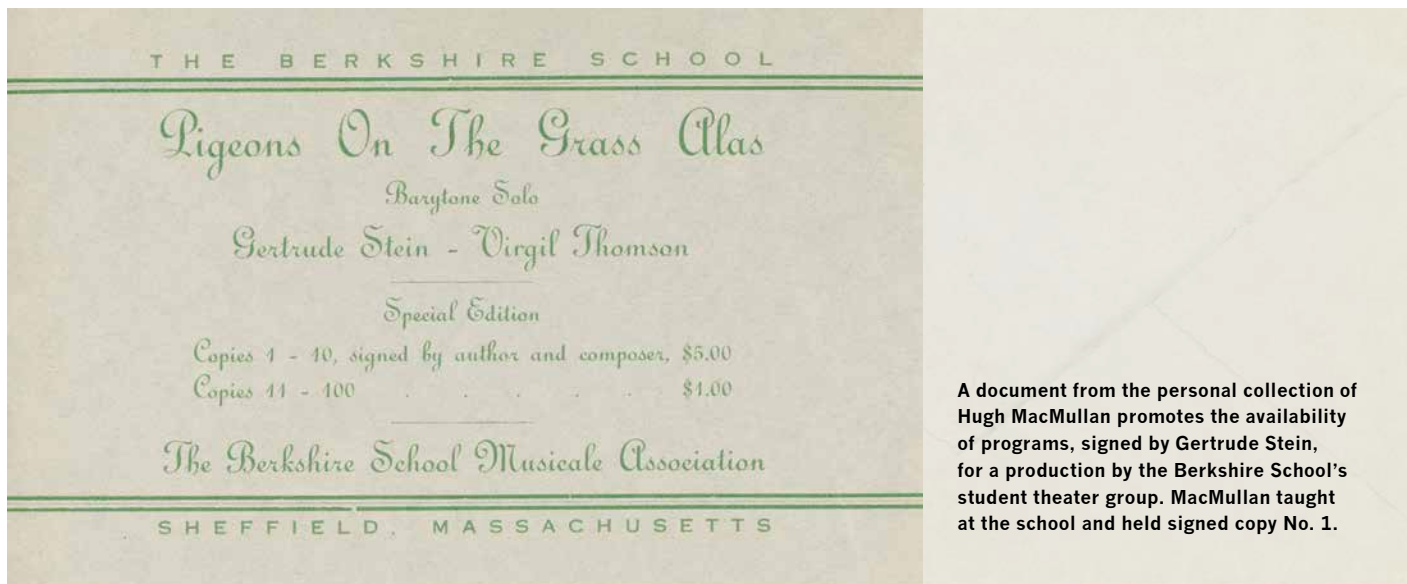 THE BERKSHIRE SCHOOL
Pigeons On The Grass Alas
Barytone Solo
Gertrude Stein - Virgil Thomson
Special Edition
Copies 1 - 10, signed by author and composer, $5.00
Copies 11 - 100 . . . . . $1.00
The Berkshire School Musicale Association
SHEFFIELD, MASSACHUSETTS
A document from the personal collection of
Hugh MacMullan promotes the availability
of programs, signed by Gertrude Stein,
for a production by the Berkshire School’s
student theater group. MacMullan taught
at the school and held signed copy No. 1.